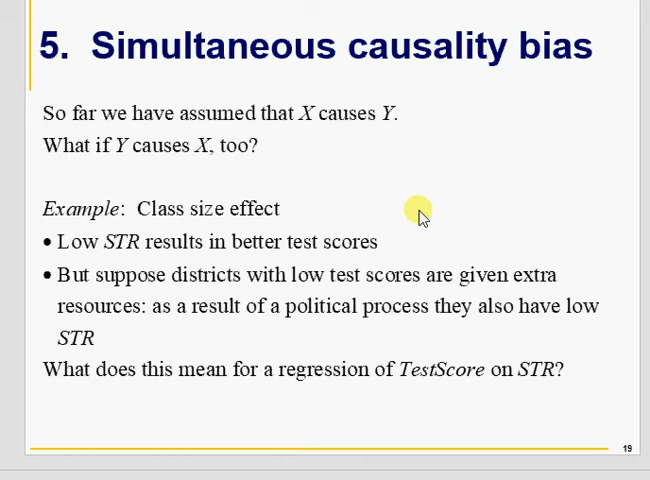 5. Simultaneous causality bias
So far we have assumed that X causes Y.
What if Y causes X, too?
Example: Class size effect
• Low STR results in better test scores
• But suppose districts with low test scores are given extra
resources: as a result of a political process they also have low
STR
What does this mean for a regression of TestScore on STR?
19